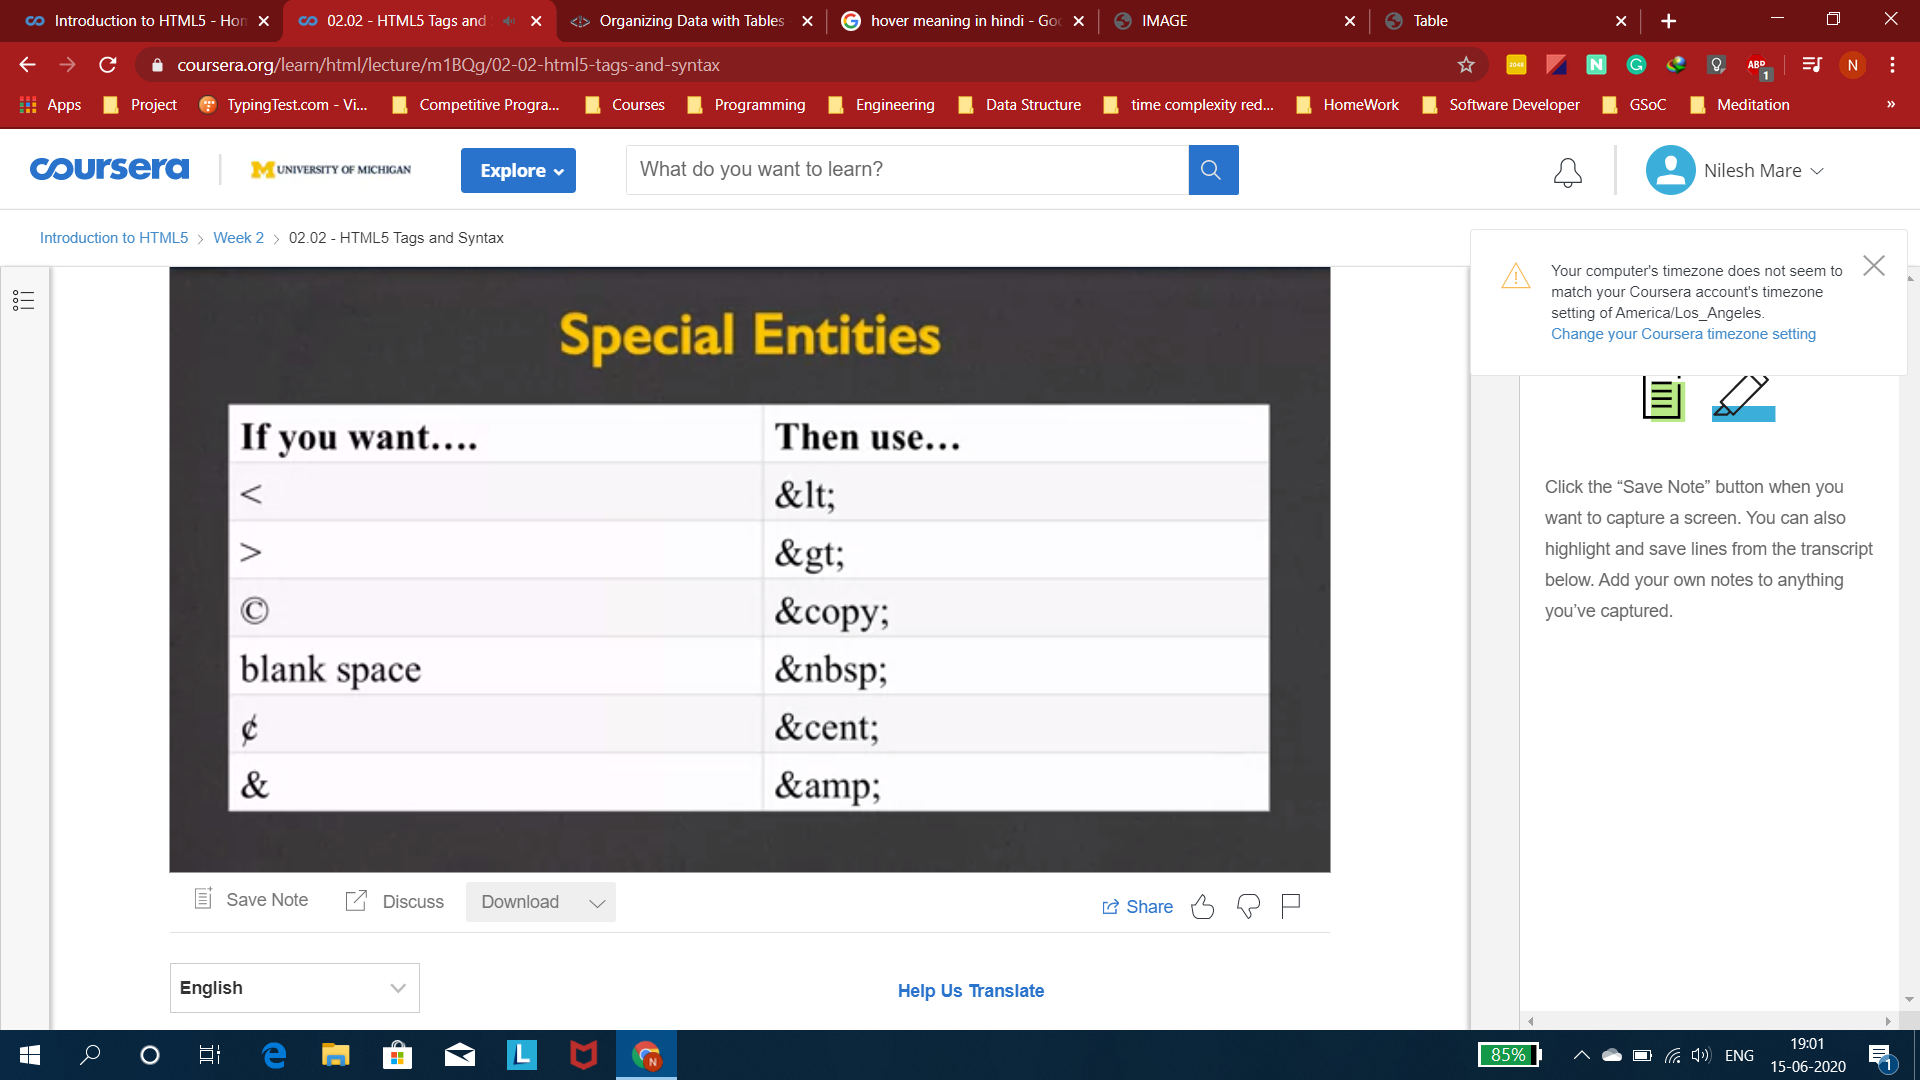 Introduction to HTML5 - Hor
02.02 - HTML5 Tags and
Organizing Data with Tables
hover meaning in hindi - Goo
IMAGE
Table
coursera.org/learn/html/lecture/m1BQg/02-02-html5-tags-and-syntax
2048
N
G
ABP
1
N
Apps
Project
TypingTest.com - Vi...
Competitive Progra...
Courses
Programming
Engineering
Data Structure
time complexity red...
HomeWork
Software Developer
GSoC
Meditation
»
coursera
M UNIVERSITY OF MICHIGAN
Explore
What do you want to learn?
Nilesh Mare
Introduction to HTML5 > Week 2 > 02.02 - HTML5 Tags and Syntax
Your computer's timezone does not seem to
match your Coursera account's timezone
setting of America/Los_Angeles.
Change your Coursera timezone setting
Special Entities
If you want.... Then use...
< &lt;
> &gt;
© &copy;
blank space &nbsp;
¢ &cent;
& &amp;
Click the “Save Note” button when you
want to capture a screen. You can also
highlight and save lines from the transcript
below. Add your own notes to anything
you’ve captured.
Save Note
Discuss
Download
Share
English
Help Us Translate
L
N
85%
ENG
19:01
15-06-2020
1